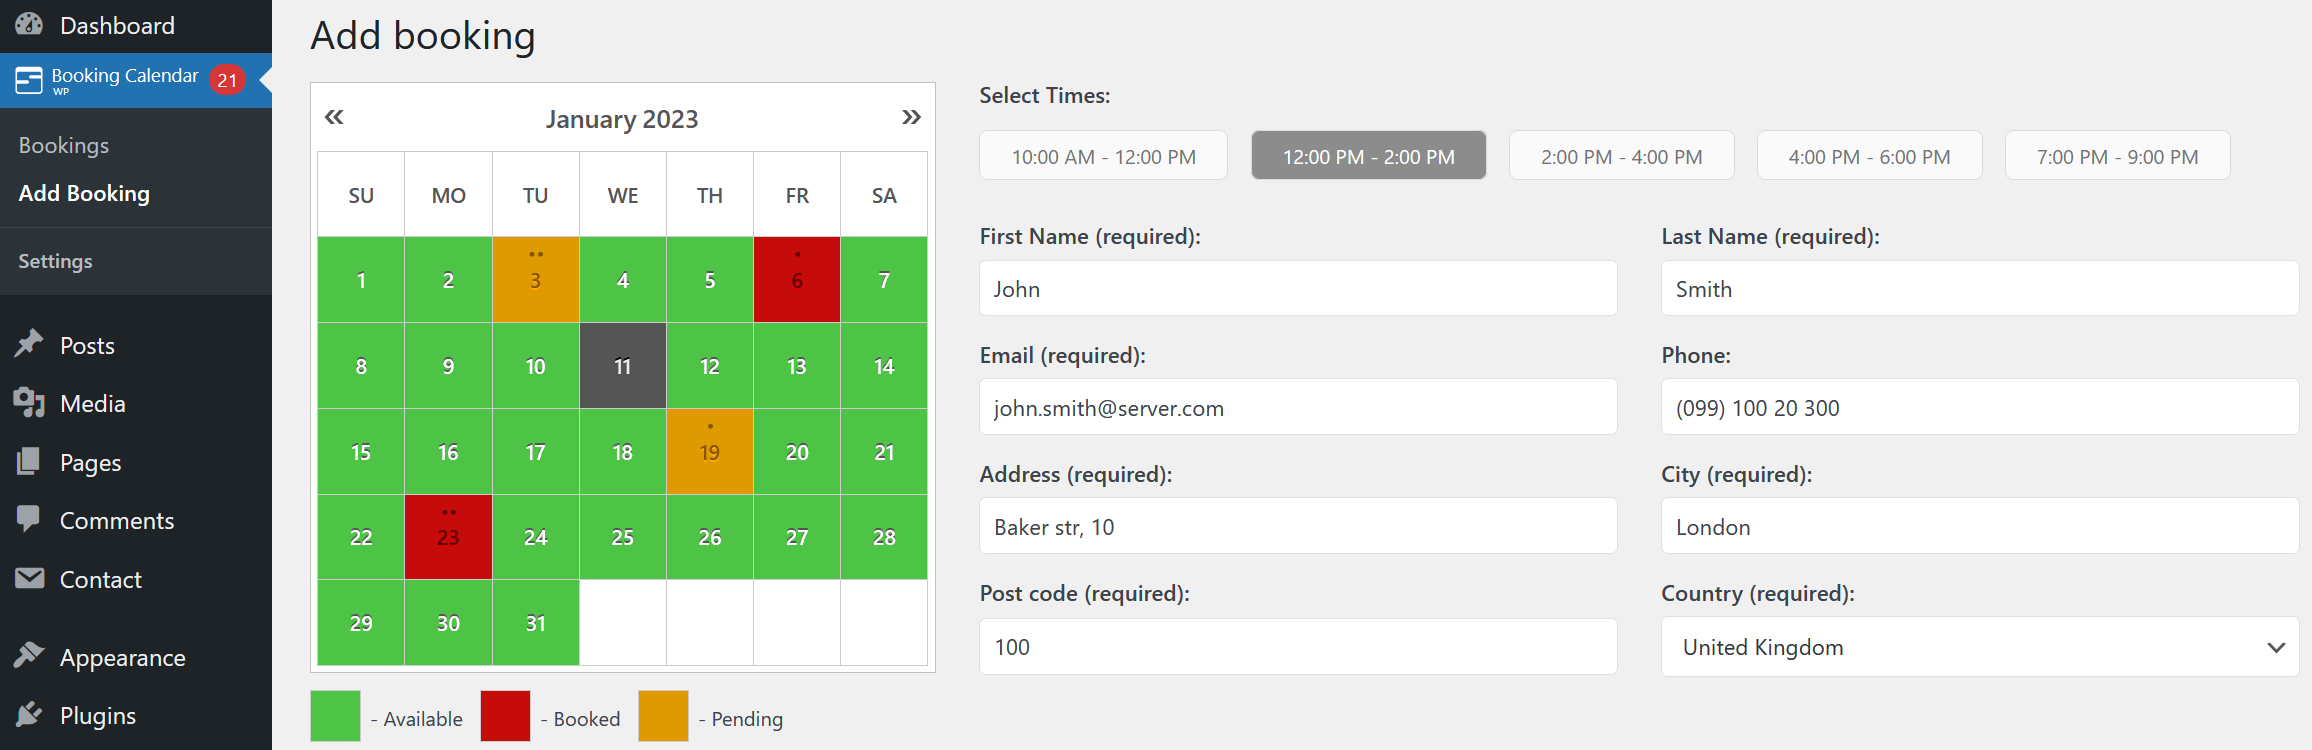 Dashboard
Booking Calendar 21
WP
Bookings
Add Booking
Settings
Posts
Media
Pages
Comments
Contact
Appearance
Plugins
Add booking
« January 2023 »
SU MO TU WE TH FR SA
1 2 3 4 5 6 7
8 9 10 11 12 13 14
15 16 17 18 19 20 21
22 23 24 25 26 27 28
29 30 31
- Available - Booked - Pending
Select Times:
10:00 AM - 12:00 PM 12:00 PM - 2:00 PM 2:00 PM - 4:00 PM 4:00 PM - 6:00 PM 7:00 PM - 9:00 PM
First Name (required): Last Name (required):
John Smith
Email (required): Phone:
john.smith@server.com (099) 100 20 300
Address (required): City (required):
Baker str, 10 London
Post code (required): Country (required):
100 United Kingdom